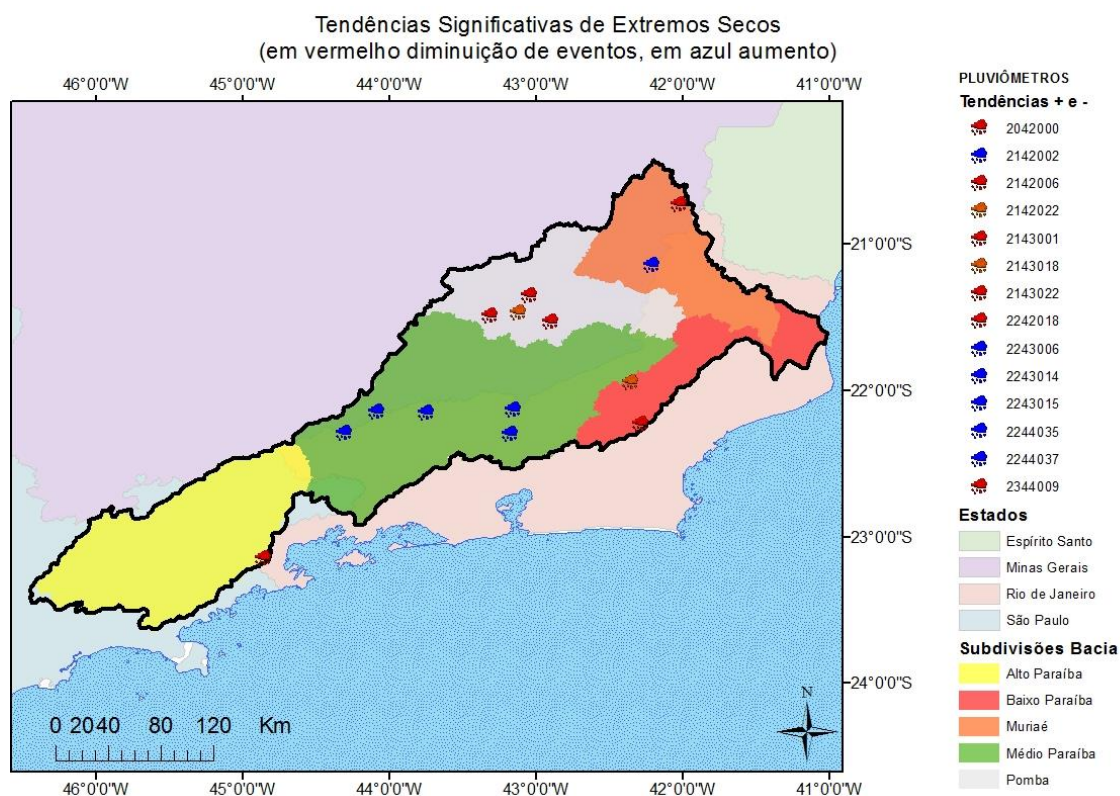 Tendências Significativas de Extremos Secos
(em vermelho diminuição de eventos, em azul aumento)
46°0'0"W 45°0'0"W 44°0'0"W 43°0'0"W 42°0'0"W 41°0'0"W
21°0'0"S
22°0'0"S
23°0'0"S
24°0'0"S
0 20 40 80 120 Km
N
46°0'0"W 45°0'0"W 44°0'0"W 43°0'0"W 42°0'0"W 41°0'0"W
PLUVIÔMETROS
Tendências + e -
2042000
2142002
2142006
2142022
2143001
2143018
2143022
2242018
2243006
2243014
2243015
2244035
2244037
2344009
Estados
Espírito Santo
Minas Gerais
Rio de Janeiro
São Paulo
Subdivisões Bacia
Alto Paraíba
Baixo Paraíba
Muriaé
Médio Paraíba
Pomba